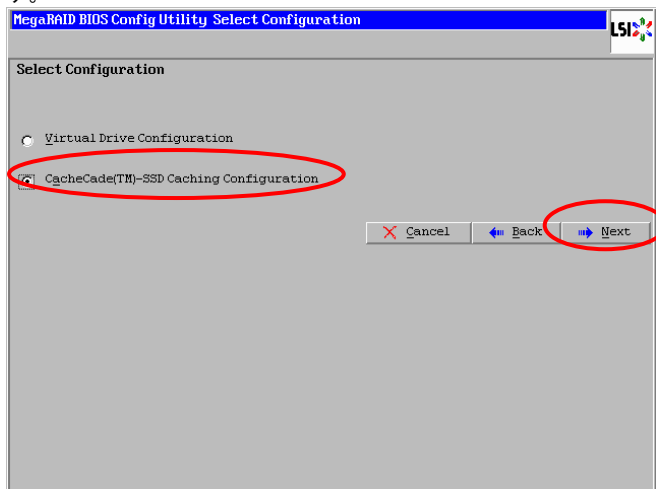 MegaRAID BIOS Config Utility Select Configuration
LSI
Select Configuration
Virtual Drive Configuration
CacheCade(TM)-SSD Caching Configuration
Cancel Back Next